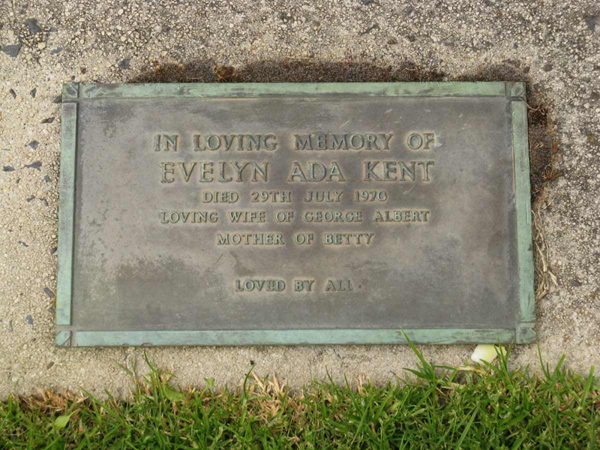 IN LOVING MEMORY OF
EVELYN ADA KENT
DIED 29TH JULY 1970
LOVING WIFE OF GEORGE ALBERT
MOTHER OF BETTY
LOVED BY ALL